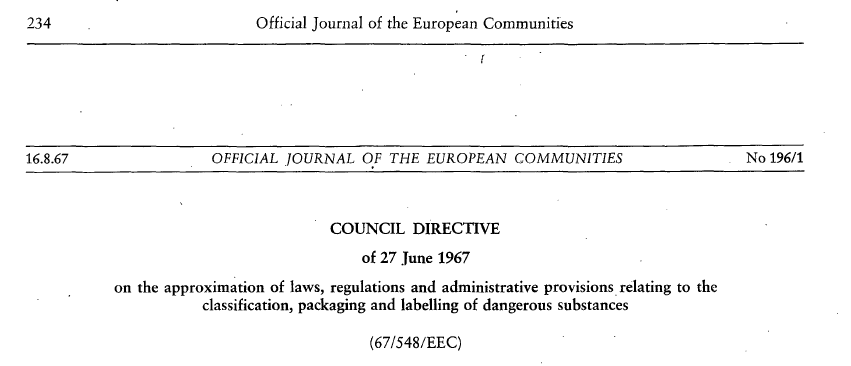 234 Official Journal of the European Communities
16.8.67 OFFICIAL JOURNAL OF THE EUROPEAN COMMUNITIES No 196/1
COUNCIL DIRECTIVE
of 27 June 1967
on the approximation of laws, regulations and administrative provisions relating to the
classification, packaging and labelling of dangerous substances
(67/548/EEC)